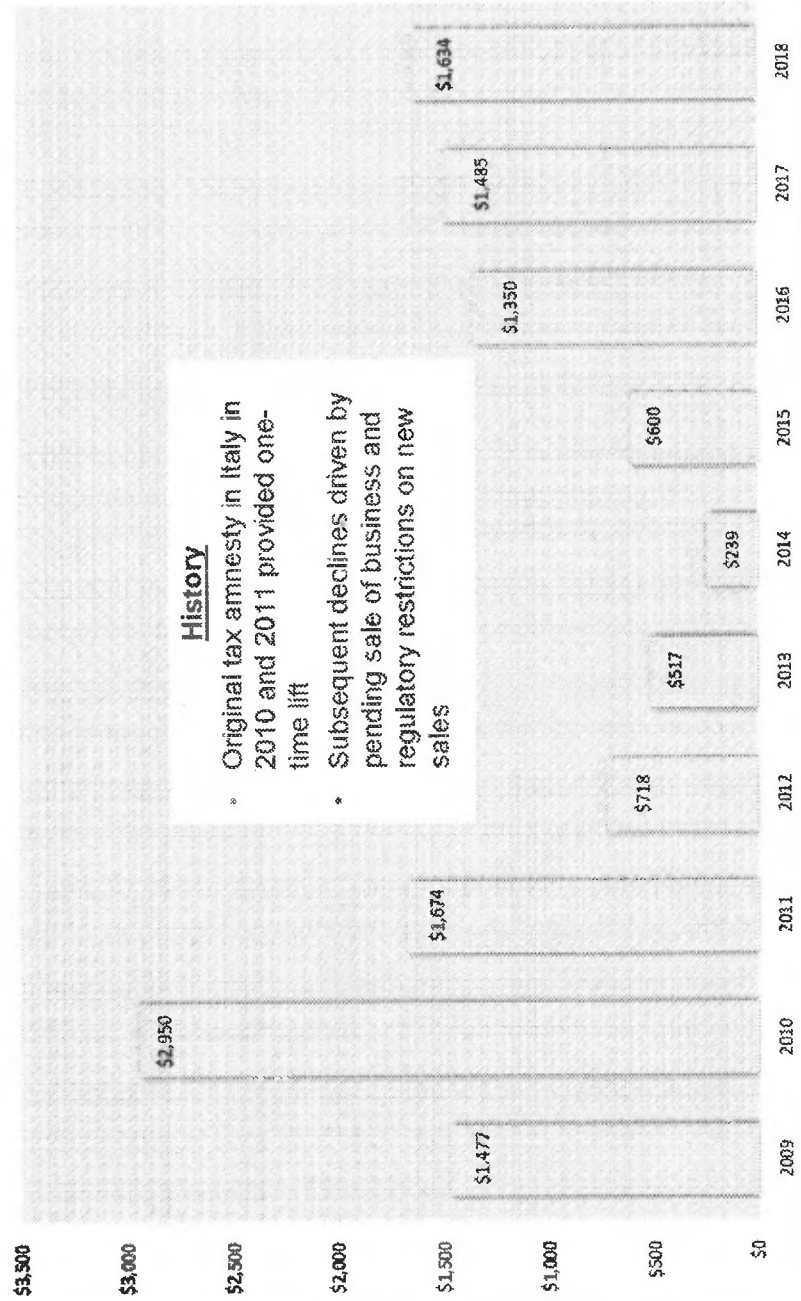 $3,500
$3,000
$2,500
$2,000
$1,500
$1,000
$500
$0
$1,477
$2,950
$1,674
$718
$517
$239
$600
$1,350
$1,485
$1,634
History
• Original tax amnesty in Italy in
2010 and 2011 provided one-
time lift
• Subsequent declines driven by
pending sale of business and
regulatory restrictions on new
sales
2009 2010 2011 2012 2013 2014 2015 2016 2017 2018